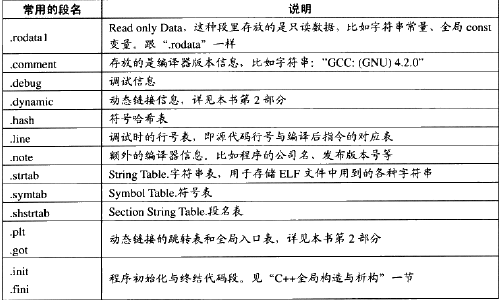 常用的段名 说明
.rodata1 Read only Data，这种段里存放的是只读数据，比如字符串常量、全局 const
变量。跟“.rodata”一样
.comment 存放的是编译器版本信息，比如字符串：“GCC: (GNU) 4.2.0”
.debug 调试信息
.dynamic 动态链接信息，详见本书第 2 部分
.hash 符号哈希表
.line 调试时的行号表，即源代码行号与编译后指令的对应表
.note 额外的编译器信息。比如程序的公司名、发布版本号等
.strtab String Table.字符串表，用于存储 ELF 文件中用到的各种字符串
.symtab Symbol Table.符号表
.shstrtab Section String Table.段名表
.plt
.got
动态链接的跳转表和全局入口表，详见本书第 2 部分
.init
.fini
程序初始化与终结代码段。见“C++全局构造与析构”一节